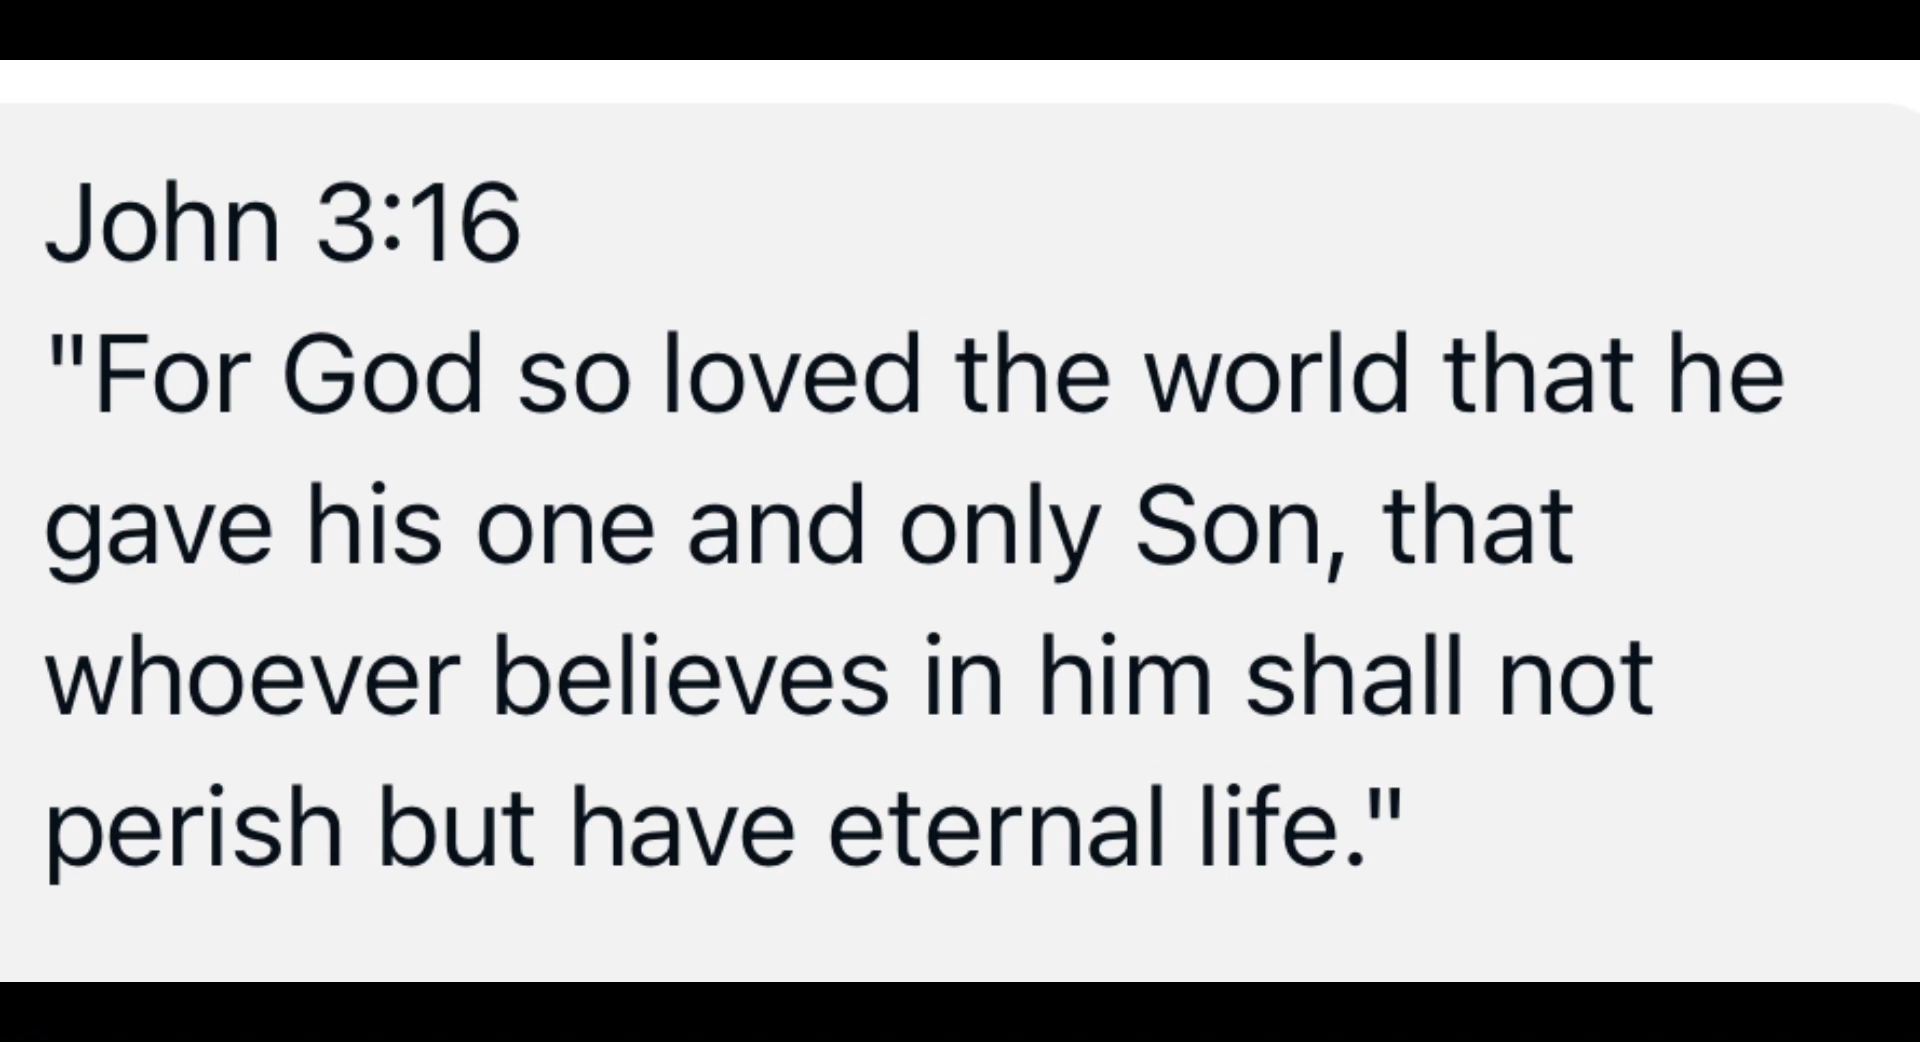 John 3:16
"For God so loved the world that he
gave his one and only Son, that
whoever believes in him shall not
perish but have eternal life."